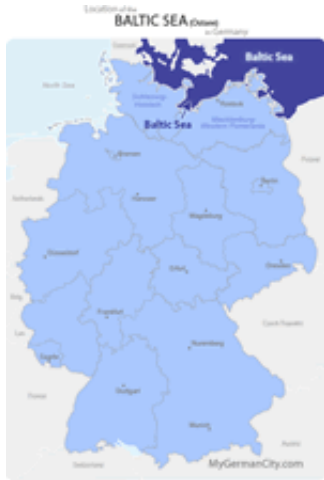 Location of the
BALTIC SEA (Ostsee)
in Germany
Denmark
Baltic Sea
North Sea
Schleswig-
Holstein
Rostock
Mecklenburg-
Western Pomerania
Baltic Sea
Bremen
Poland
Berlin
Netherlands
Hanover
Magdeburg
Düsseldorf
Erfurt
Dresden
Frankfurt
Czech Republic
Nuremberg
France
Stuttgart
Munich
Austria
Switzerland
MyGermanCity.com